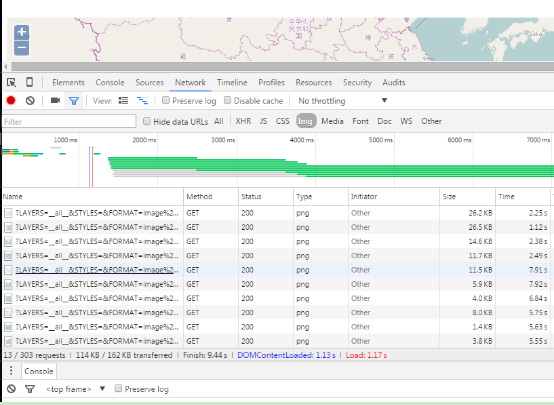 中华人
民共和
国
+
−
Elements Console Sources Network Timeline Profiles Resources Security Audits
View: Preserve log Disable cache No throttling
Filter Hide data URLs All XHR JS CSS Img Media Font Doc WS Other
1000 ms 2000 ms 3000 ms 4000 ms 5000 ms 6000 ms 7000 ms
Name Method Status Type Initiator Size Time
?LAYERS=__all__&STYLES=&FORMAT=image%2... GET 200 png Other 26.2 KB 2.25 s
?LAYERS=__all__&STYLES=&FORMAT=image%2... GET 200 png Other 26.5 KB 1.12 s
?LAYERS=__all__&STYLES=&FORMAT=image%2... GET 200 png Other 14.6 KB 2.38 s
?LAYERS=__all__&STYLES=&FORMAT=image%2... GET 200 png Other 11.7 KB 2.49 s
?LAYERS=__all__&STYLES=&FORMAT=image%2... GET 200 png Other 11.5 KB 7.91 s
?LAYERS=__all__&STYLES=&FORMAT=image%2... GET 200 png Other 5.9 KB 7.92 s
?LAYERS=__all__&STYLES=&FORMAT=image%2... GET 200 png Other 4.0 KB 6.84 s
?LAYERS=__all__&STYLES=&FORMAT=image%2... GET 200 png Other 8.0 KB 5.75 s
?LAYERS=__all__&STYLES=&FORMAT=image%2... GET 200 png Other 1.4 KB 5.63 s
?LAYERS=__all__&STYLES=&FORMAT=image%2... GET 200 png Other 3.8 KB 5.55 s
13 / 303 requests | 114 KB / 162 KB transferred | Finish: 9.44 s | DOMContentLoaded: 1.13 s | Load: 1.17 s
Console
<top frame> Preserve log